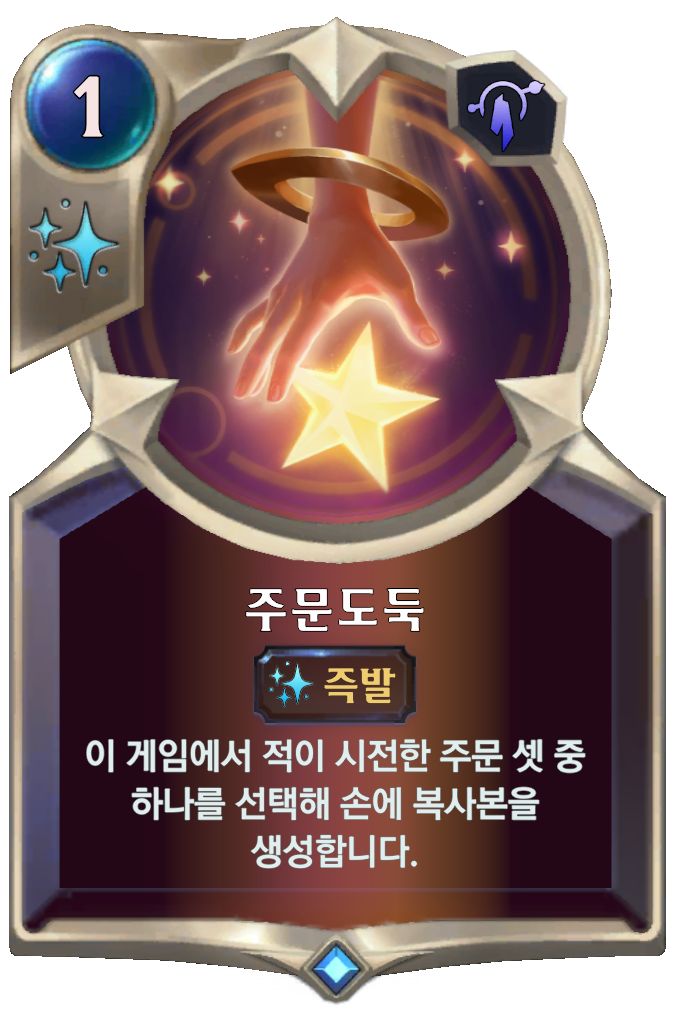 1
주문도둑
즉발
이 게임에서 적이 시전한 주문 셋 중
하나를 선택해 손에 복사본을
생성합니다.